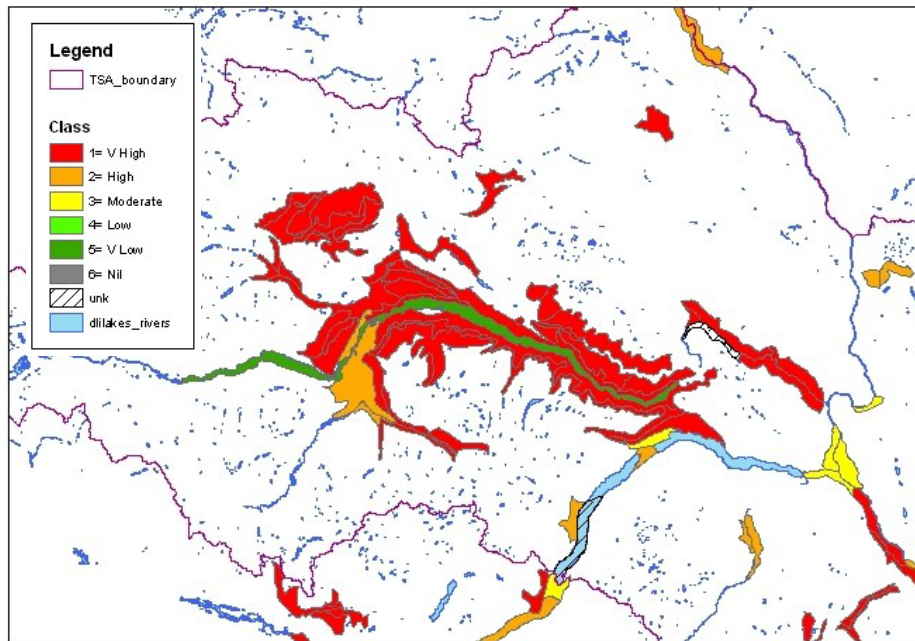 Legend
TSA_boundary
Class
1= V High
2= High
3= Moderate
4= Low
5= V Low
6= Nil
unk
dlilakes_rivers